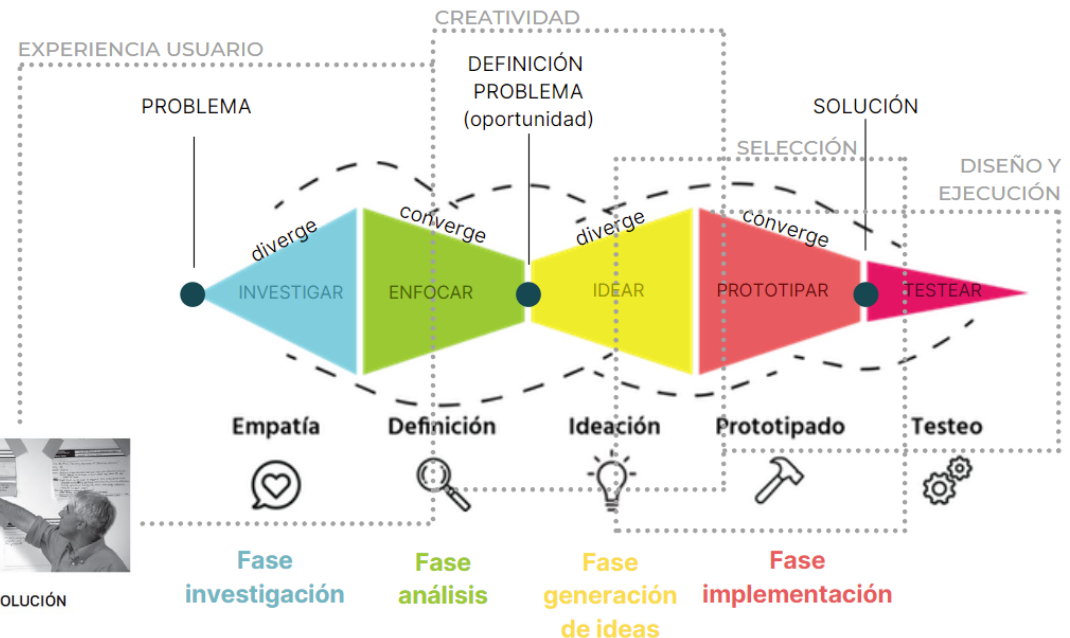 CREATIVIDAD
EXPERIENCIA USUARIO
DEFINICIÓN
PROBLEMA
(oportunidad)
PROBLEMA
SOLUCIÓN
SELECCIÓN
DISEÑO Y
EJECUCIÓN
diverge
converge
diverge
converge
INVESTIGAR
ENFOCAR
IDEAR
PROTOTIPAR
TESTEAR
Empatía
Definición
Ideación
Prototipado
Testeo
Fase
investigación
Fase
análisis
Fase
generación
de ideas
Fase
implementación
OLUCIÓN